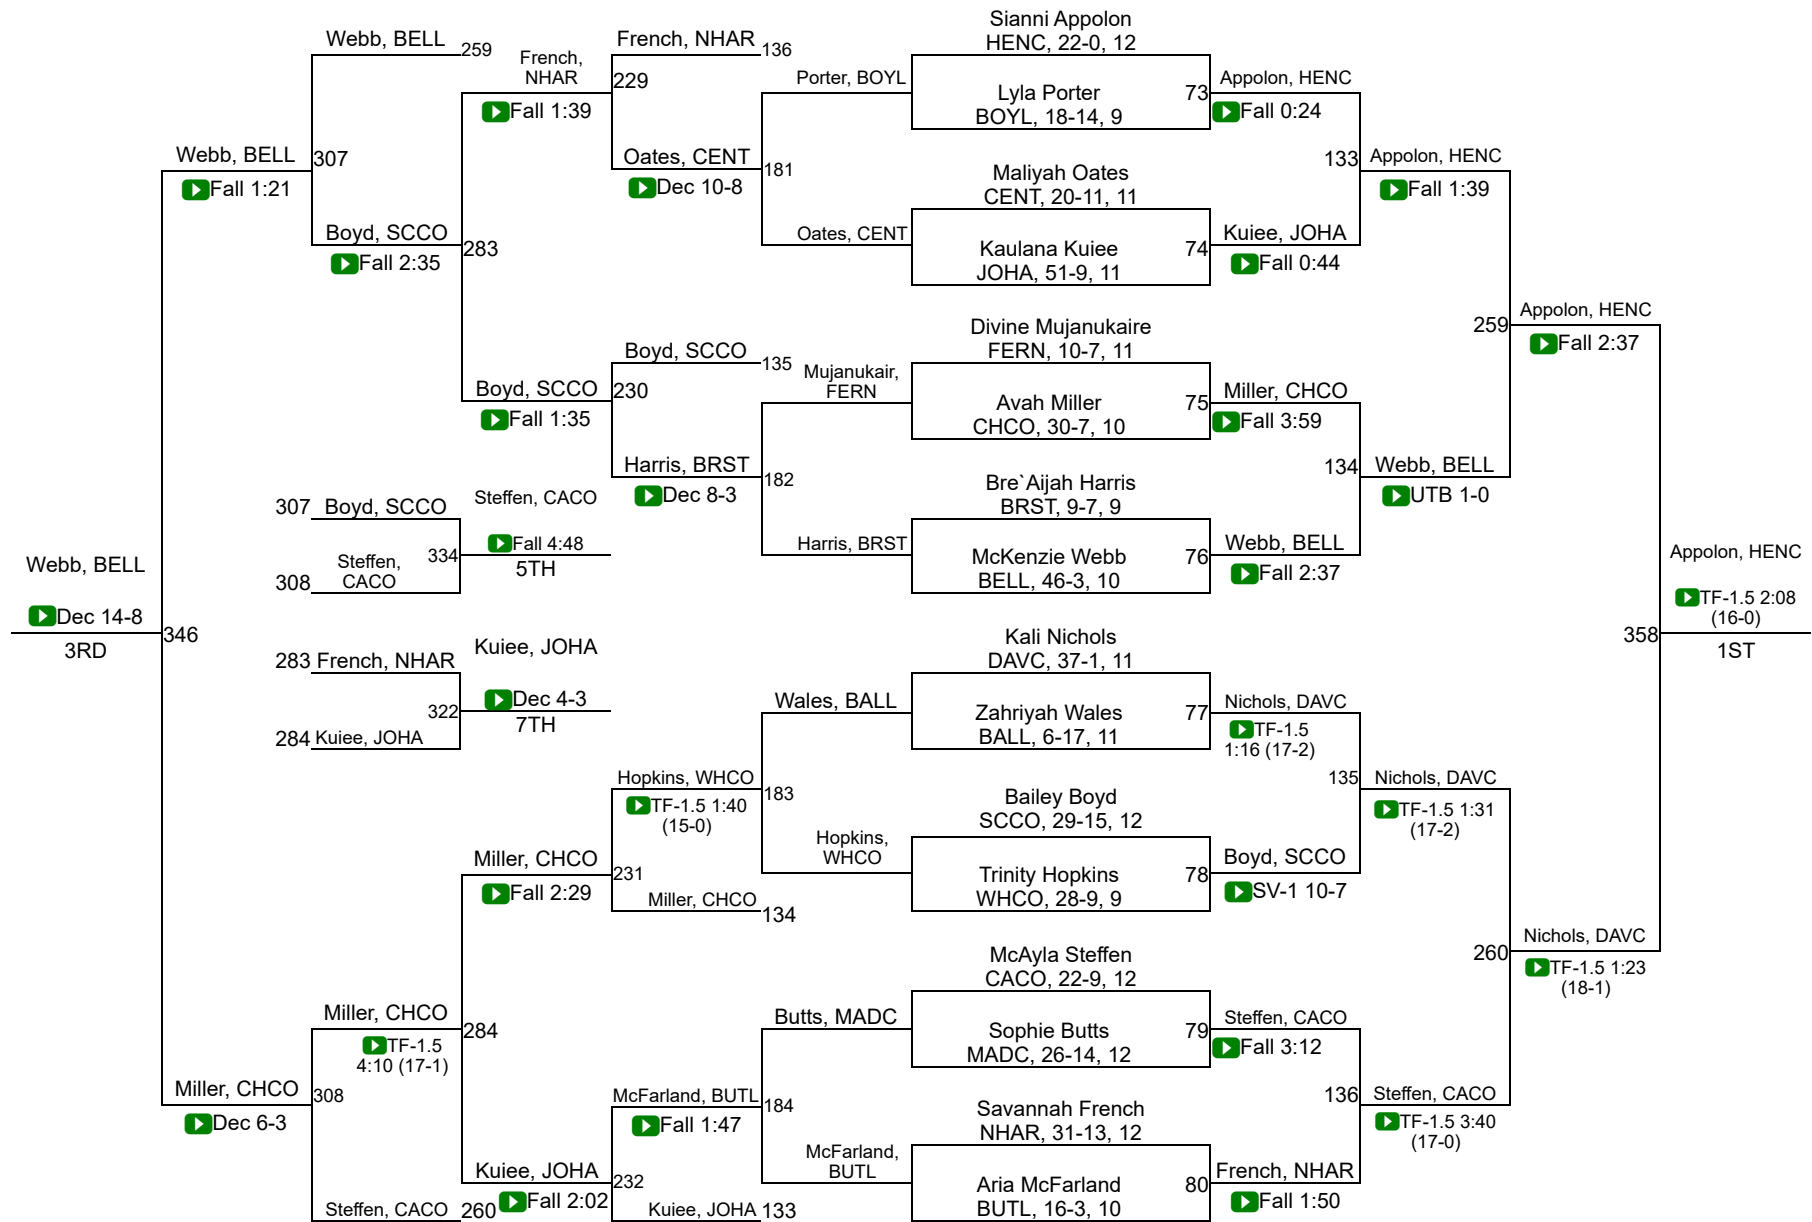 Webb, BELL
259
French,
NHAR
Fall 1:39
French, NHAR
136
229
Oates, CENT
Dec 10-8
Porter, BOYL
181
Oates, CENT
Sianni Appolon
HENC, 22-0, 12
Lyla Porter
BOYL, 18-14, 9
73
Appolon, HENC
Fall 0:24
Maliyah Oates
CENT, 20-11, 11
Kaulana Kuiee
JOHA, 51-9, 11
74
Kuiee, JOHA
Fall 0:44
133
Appolon, HENC
Fall 1:39
Webb, BELL
Fall 1:21
307
Boyd, SCCO
Fall 2:35
283
Boyd, SCCO
Fall 1:35
Boyd, SCCO
135
230
Harris, BRST
Dec 8-3
Mujanukair,
FERN
182
Harris, BRST
Divine Mujanukaire
FERN, 10-7, 11
Avah Miller
CHCO, 30-7, 10
75
Miller, CHCO
Fall 3:59
Bre`Aijah Harris
BRST, 9-7, 9
McKenzie Webb
BELL, 46-3, 10
76
Webb, BELL
Fall 2:37
134
Webb, BELL
UTB 1-0
259
Appolon, HENC
Fall 2:37
307
Boyd, SCCO
308
Steffen,
CACO
334
Steffen, CACO
Fall 4:48
5TH
Webb, BELL
Dec 14-8
3RD
346
283
French, NHAR
284
Kuiee, JOHA
322
Kuiee, JOHA
Dec 4-3
7TH
358
Appolon, HENC
TF-1.5 2:08
(16-0)
1ST
Kali Nichols
DAVC, 37-1, 11
Wales, BALL
Zahriyah Wales
BALL, 6-17, 11
77
Nichols, DAVC
TF-1.5
1:16 (17-2)
Hopkins, WHCO
TF-1.5 1:40
(15-0)
183
Hopkins,
WHCO
Bailey Boyd
SCCO, 29-15, 12
Trinity Hopkins
WHCO, 28-9, 9
78
Boyd, SCCO
SV-1 10-7
135
Nichols, DAVC
TF-1.5 1:31
(17-2)
Miller, CHCO
Fall 2:29
231
Miller, CHCO
134
260
Nichols, DAVC
TF-1.5 1:23
(18-1)
Miller, CHCO
TF-1.5
4:10 (17-1)
284
Butts, MADC
McAyla Steffen
CACO, 22-9, 12
Sophie Butts
MADC, 26-14, 12
79
Steffen, CACO
Fall 3:12
Miller, CHCO
Dec 6-3
308
McFarland, BUTL
Fall 1:47
184
McFarland,
BUTL
Savannah French
NHAR, 31-13, 12
Aria McFarland
BUTL, 16-3, 10
80
French, NHAR
Fall 1:50
136
Steffen, CACO
TF-1.5 3:40
(17-0)
Kuiee, JOHA
Fall 2:02
232
Kuiee, JOHA
133
Steffen, CACO
260